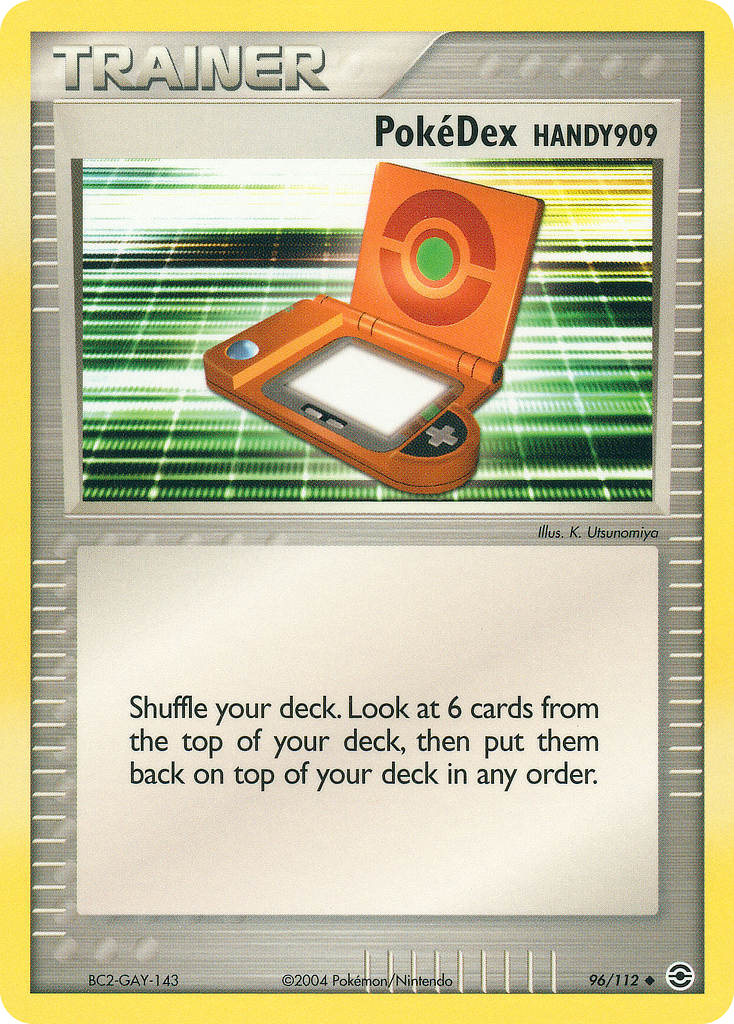 TRAINER
PokéDex HANDY909
Illus. K. Utsunomiya
Shuffle your deck. Look at 6 cards from
the top of your deck, then put them
back on top of your deck in any order.
BC2-GAY-143 ©2004 Pokémon/Nintendo 96/112 ◆